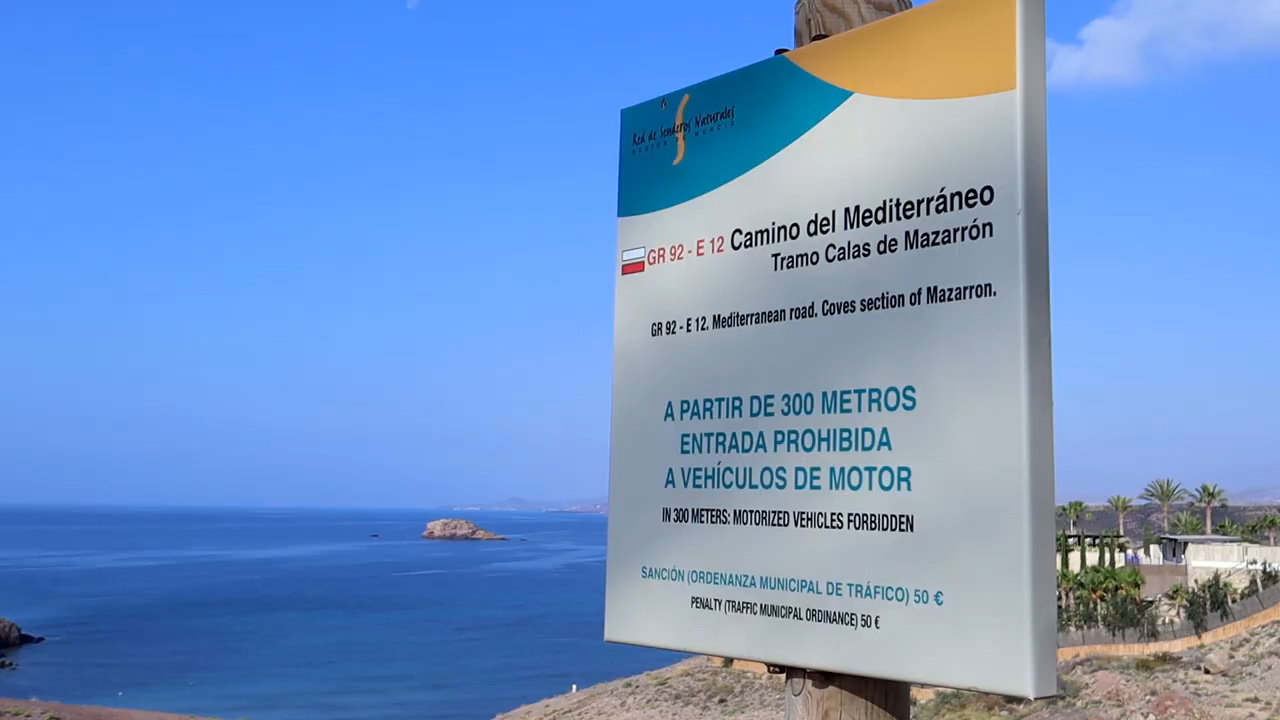 Red de Senderos Naturales
REGIÓN DE MURCIA
GR 92 - E 12 Camino del Mediterráneo
Tramo Calas de Mazarrón
GR 92 - E 12. Mediterranean road. Coves section of Mazarron.
A PARTIR DE 300 METROS
ENTRADA PROHIBIDA
A VEHÍCULOS DE MOTOR
IN 300 METERS: MOTORIZED VEHICLES FORBIDDEN
SANCIÓN (ORDENANZA MUNICIPAL DE TRÁFICO) 50 €
PENALTY (TRAFFIC MUNICIPAL ORDINANCE) 50 €